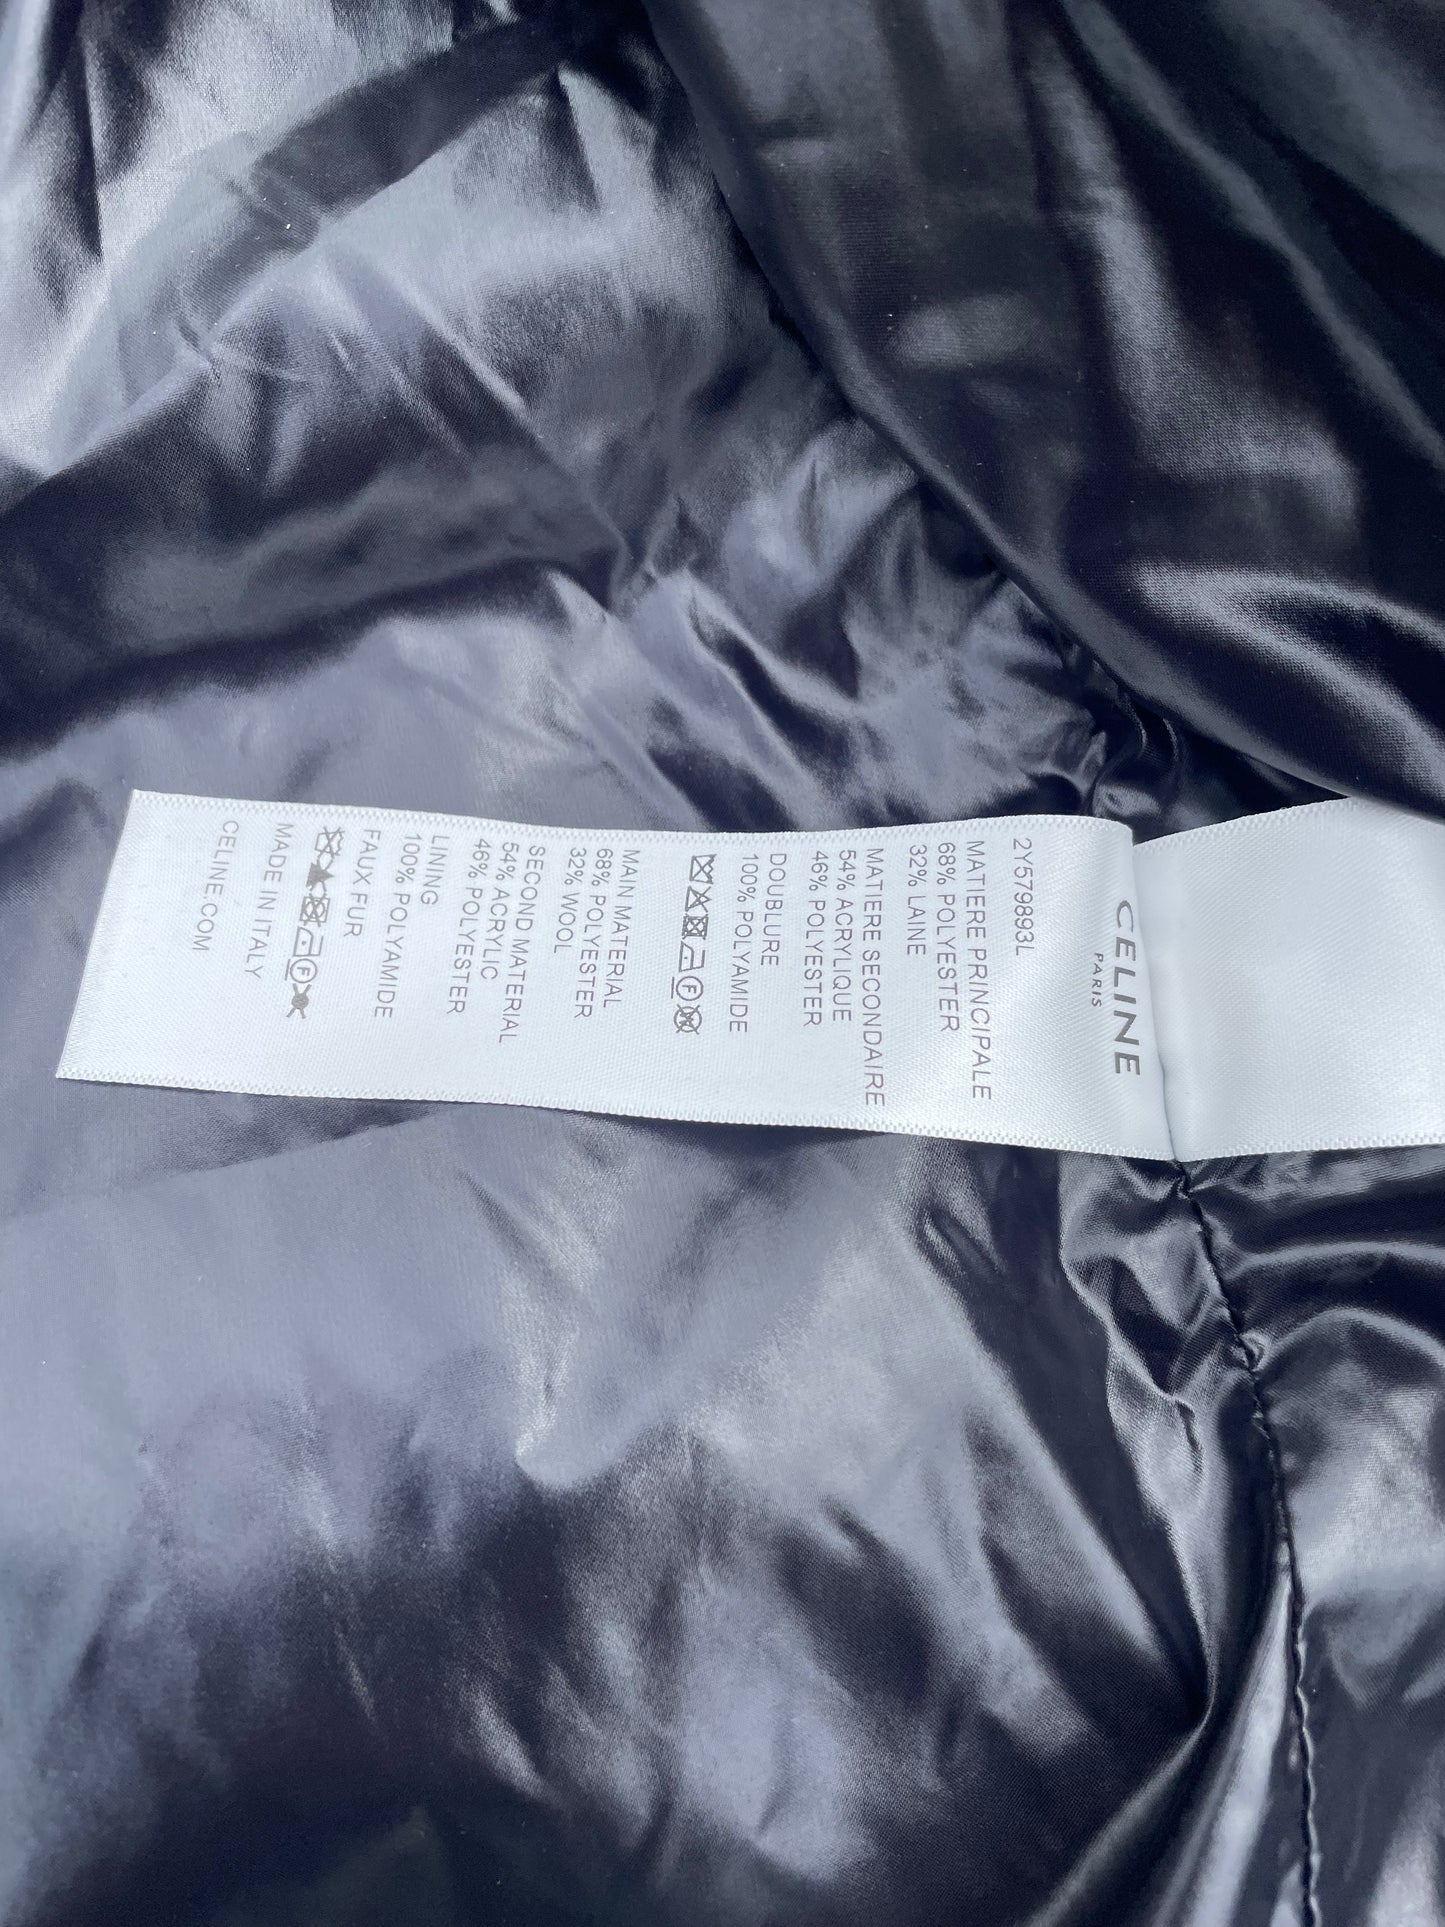 CELINE
PARIS
2Y579893L
MATIERE PRINCIPALE
68% POLYESTER
32% LAINE
MATIERE SECONDAIRE
54% ACRYLIQUE
46% POLYESTER
DOUBLURE
100% POLYAMIDE
MAIN MATERIAL
68% POLYESTER
32% WOOL
SECOND MATERIAL
54% ACRYLIC
46% POLYESTER
LINING
100% POLYAMIDE
FAUX FUR
MADE IN ITALY
CELINE.COM